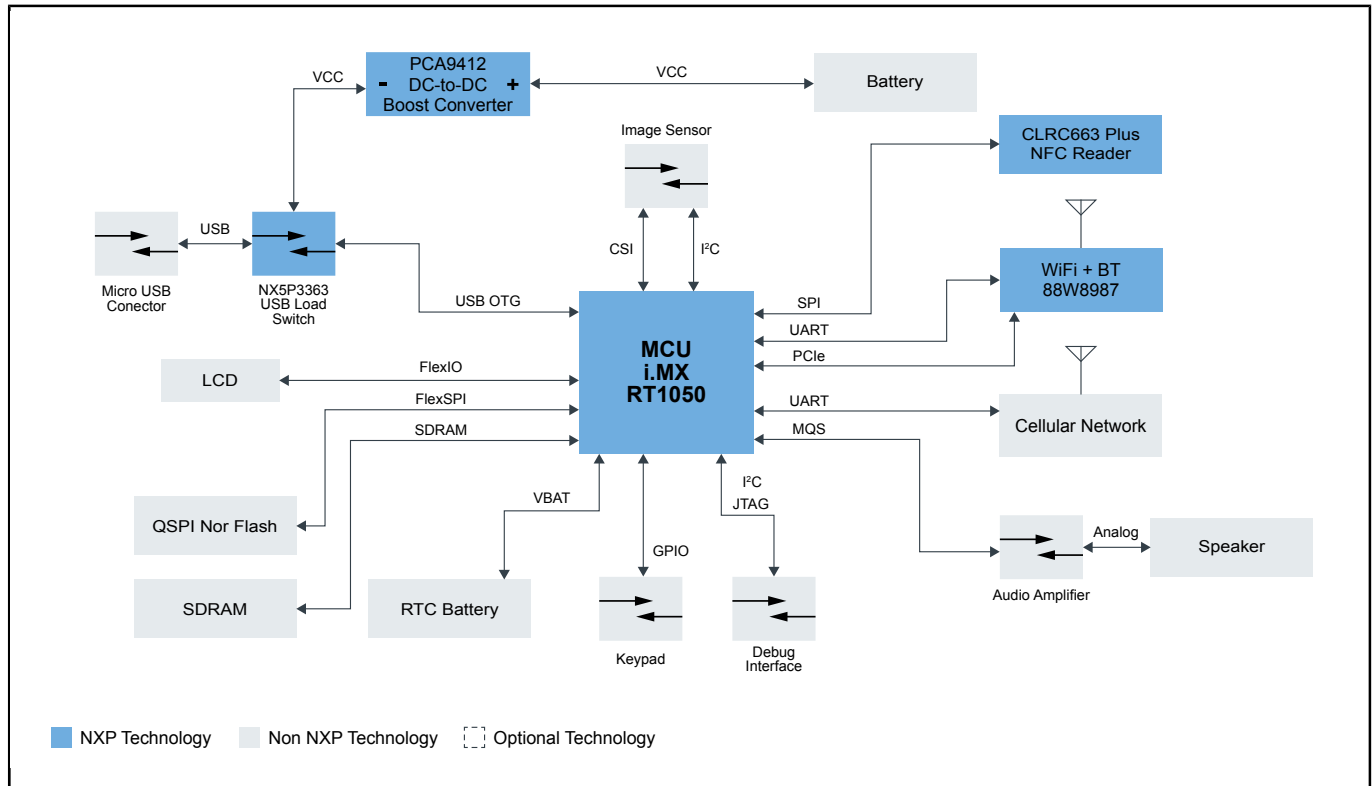 PCA9412
- DC-to-DC +
Boost Converter
VCC
VCC
Battery
Image Sensor
CLRC663 Plus
NFC Reader
USB
CSI
I²C
Micro USB
Conector
NX5P3363
USB Load
Switch
WiFi + BT
88W8987
USB OTG
SPI
UART
PCIe
MCU
i.MX
RT1050
LCD
FlexIO
FlexSPI
SDRAM
UART
MQS
Cellular Network
VBAT
I²C
JTAG
GPIO
QSPI Nor Flash
Analog
Speaker
Audio Amplifier
SDRAM
RTC Battery
Keypad
Debug
Interface
NXP Technology
Non NXP Technology
Optional Technology